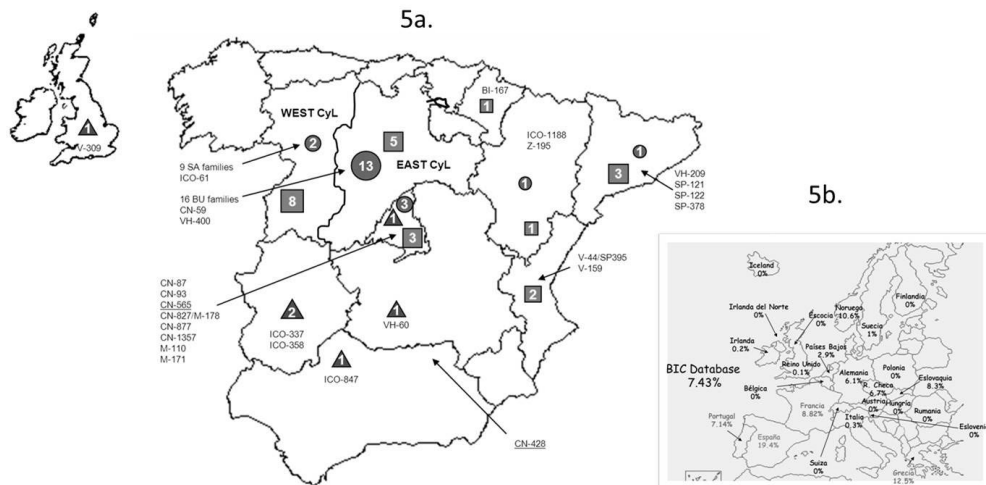 5a.
1
V-309
WEST CyL
2
9 SA families
ICO-61
5
13
EAST CyL
16 BU families
CN-59
VH-400
8
BI-167
1
ICO-1188
Z-195
1
1
1
3
VH-209
SP-121
SP-122
SP-378
3
1
3
CN-87
CN-93
CN-565
CN-827/M-178
CN-877
CN-1357
M-110
M-171
V-44/SP395
V-159
2
2
ICO-337
ICO-358
1
VH-60
1
ICO-847
CN-428
5b.
Iceland
0%
Irlanda del Norte
0%
Escocia
0%
Noruega
10.6%
Finlandia
0%
Suecia
1%
Irlanda
0.2%
Países Bajos
2.9%
Reino Unido
0.1%
BIC Database
7.43%
Alemania
6.1%
Polonia
0%
R. Checa
6.7%
Eslovaquia
8.3%
Bélgica
0%
Austria
0%
Hungría
0%
Francia
8.82%
Rumania
0%
Portugal
7.14%
Italia
0.3%
Eslovenia
0%
España
19.4%
Suiza
0%
Grecia
12.5%